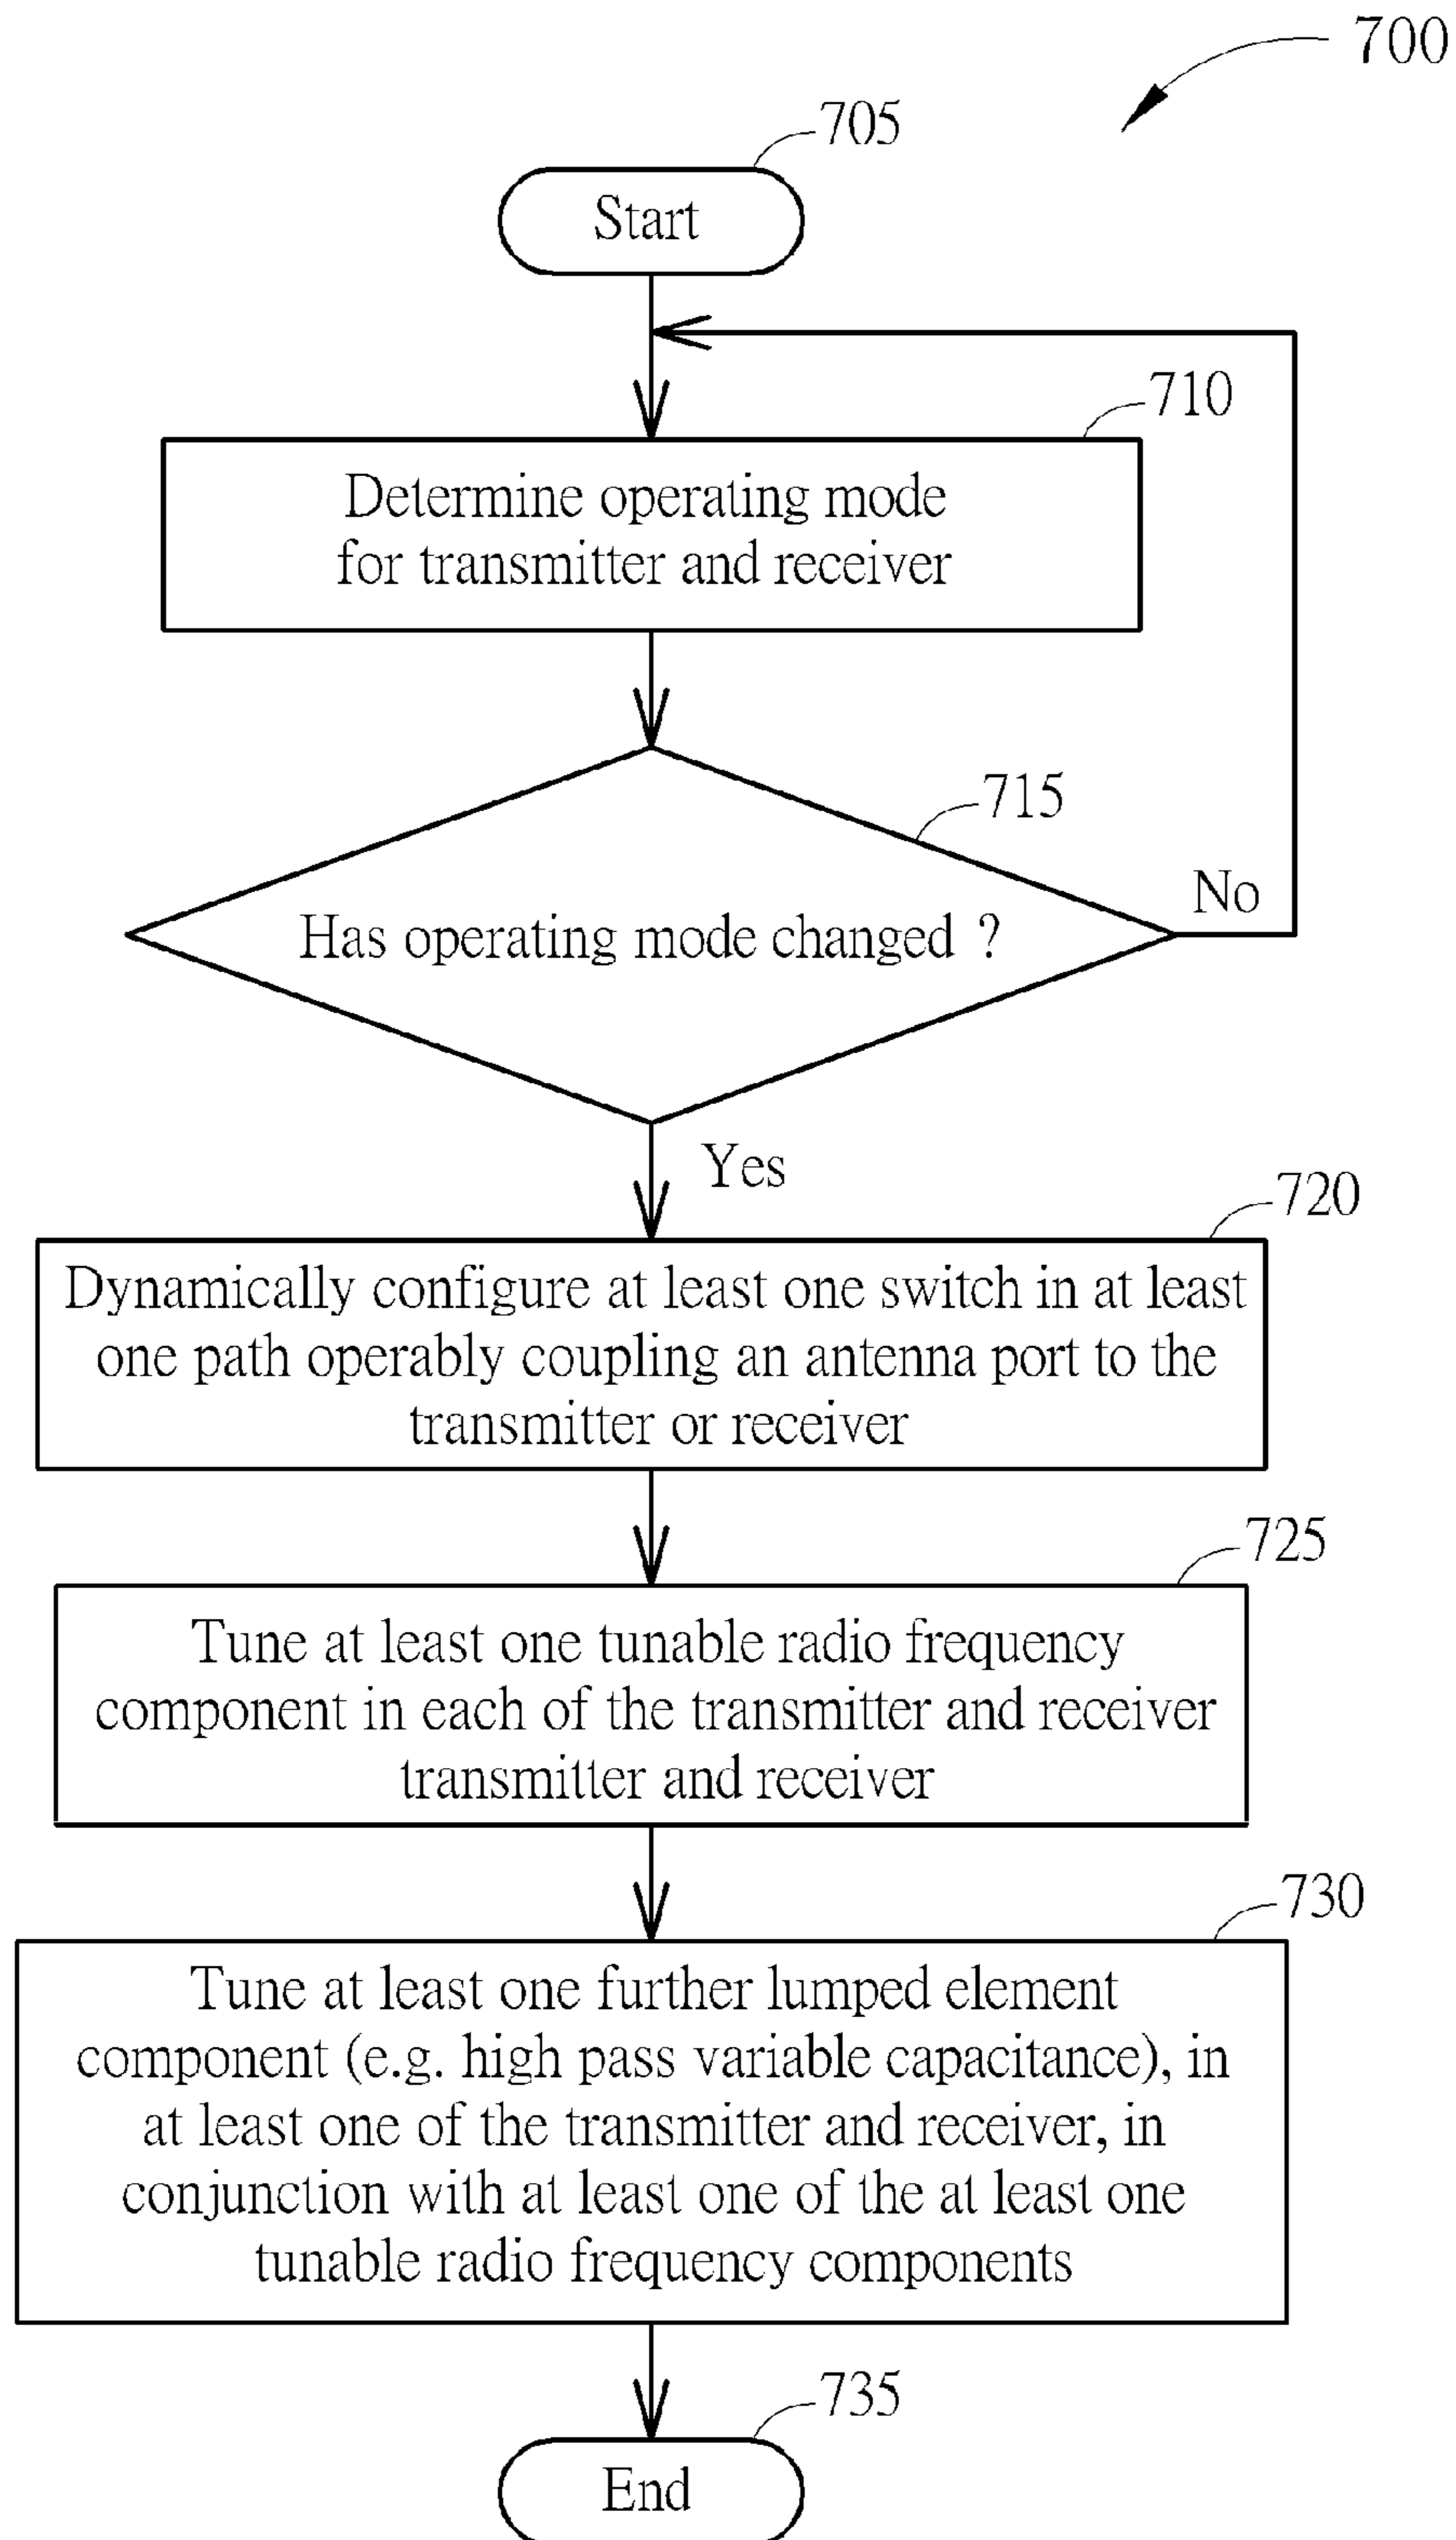 700
705
Start
710
Determine operating mode
for transmitter and receiver
715
Has operating mode changed ?
No
Yes
720
Dynamically configure at least one switch in at least
one path operably coupling an antenna port to the
transmitter or receiver
725
Tune at least one tunable radio frequency
component in each of the transmitter and receiver
transmitter and receiver
730
Tune at least one further lumped element
component (e.g. high pass variable capacitance), in
at least one of the transmitter and receiver, in
conjunction with at least one of the at least one
tunable radio frequency components
735
End